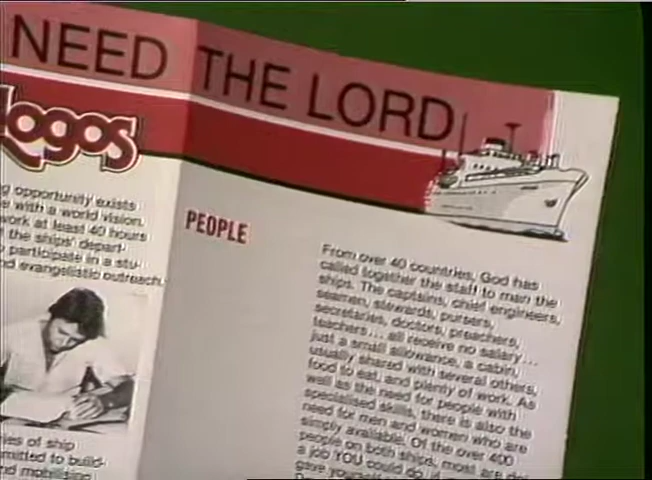 NEED THE LORD
Logos
opportunity exists
with a world vision,
work at least 40 hours
the ships' depart-
participate in a stu-
and evangelistic outreach.
ries of ship
mitted to build-
nd mobilising
PEOPLE
From over 40 countries, God has
called together the staff to man the
ships. The captains, chief engineers,
seamen, stewards, pursers,
secretaries, doctors, preachers,
teachers... all receive no salary...
just a small allowance, a cabin,
usually shared with several others,
food to eat, and plenty of work. As
well as the need for people with
specialised skills, there is also the
need for men and women who are
simply available. Of the over 400
people on both ships, most are
a job YOU could do
gave